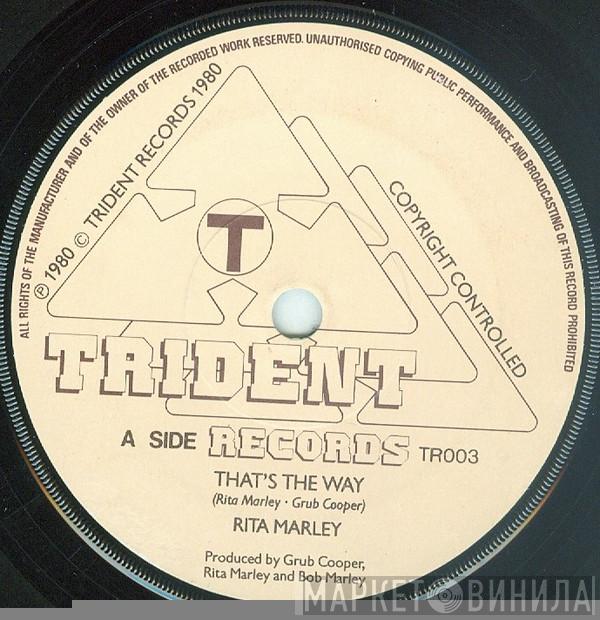 ALL RIGHTS OF THE MANUFACTURER AND OF THE OWNER OF THE RECORDED WORK RESERVED. UNAUTHORISED COPYING PUBLIC PERFORMANCE AND BROADCASTING OF THIS RECORD PROHIBITED
℗ 1980 © TRIDENT RECORDS 1980
COPYRIGHT CONTROLLED
T
TRIDENT
A SIDE RECORDS TR003
THAT'S THE WAY
(Rita Marley · Grub Cooper)
RITA MARLEY
Produced by Grub Cooper,
Rita Marley and Bob Marley
МАРКЕТ ВИНИЛА